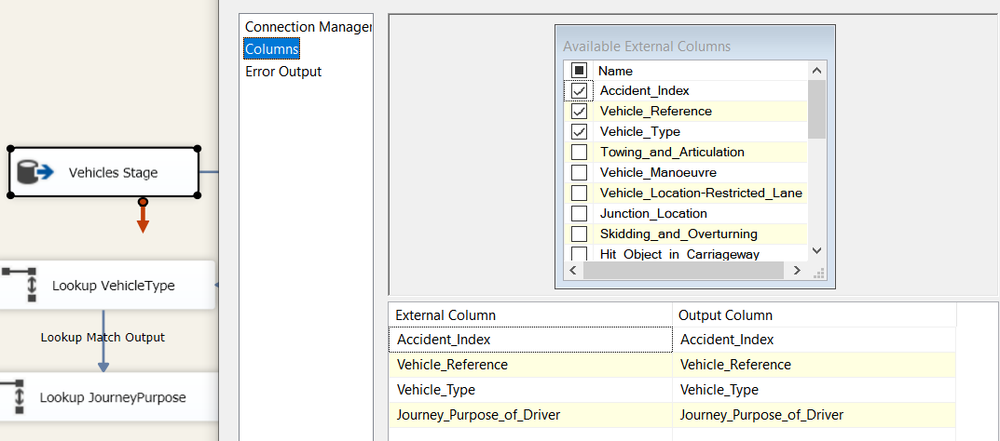 Connection Manager
Columns
Error Output
Available External Columns
Name
Accident_Index
Vehicle_Reference
Vehicle_Type
Towing_and_Articulation
Vehicle_Manoeuvre
Vehicle_Location-Restricted_Lane
Junction_Location
Skidding_and_Overturning
Hit_Object_in_Carriageway
Vehicles Stage
Lookup VehicleType
Lookup Match Output
Lookup JourneyPurpose
External Column Output Column
Accident_Index Accident_Index
Vehicle_Reference Vehicle_Reference
Vehicle_Type Vehicle_Type
Journey_Purpose_of_Driver Journey_Purpose_of_Driver